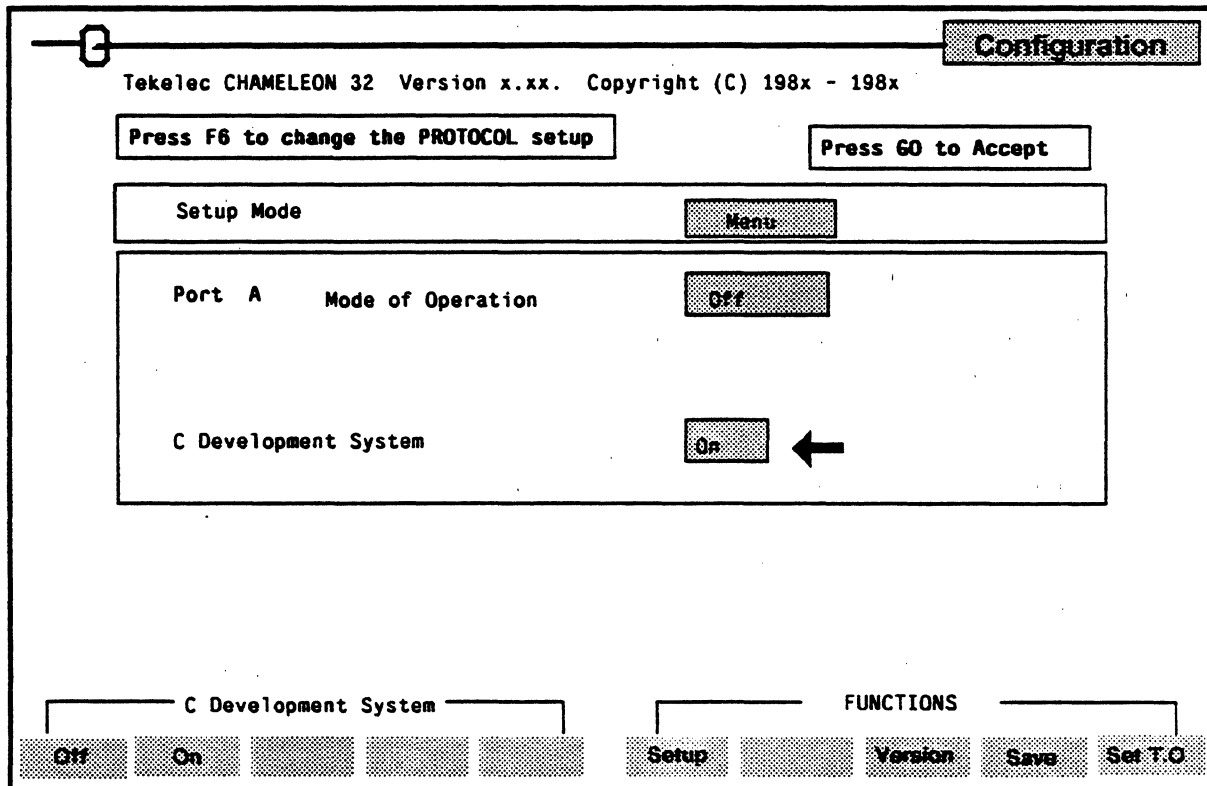 Configuration
Tekelec CHAMELEON 32 Version x.xx. Copyright (C) 198x - 198x
Press F6 to change the PROTOCOL setup
Press GO to Accept
Setup Mode Menu
Port A Mode of Operation Off
C Development System On
C Development System FUNCTIONS
Off On Setup Version Save Set T.O